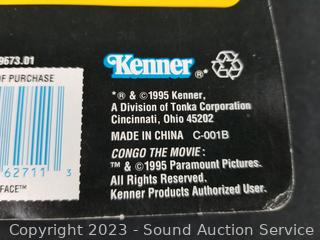 9673.01
OF PURCHASE
Kenner®
*® & ©1995 Kenner,
A Division of Tonka Corporation
Cincinnati, Ohio 45202
MADE IN CHINA C-001B
62711 3
FACE™
CONGO THE MOVIE:
™ & ©1995 Paramount Pictures.
All Rights Reserved.
Kenner Products Authorized User.
Copyright 2023 - Sound Auction Service